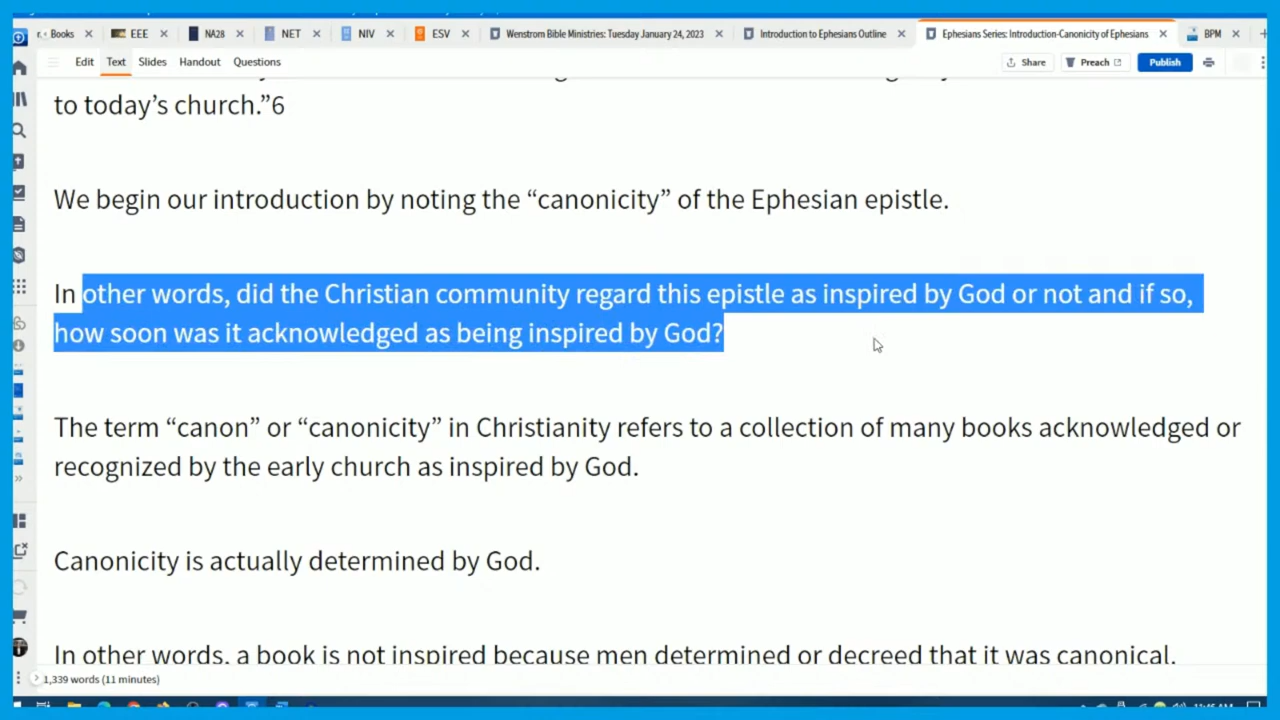 Books
EEE
NA28
NET
NIV
ESV
Wenstrom Bible Ministries: Tuesday January 24, 2023
Introduction to Ephesians Outline
Ephesians Series: Introduction-Canonicity of Ephesians
BPM
Edit Text Slides Handout Questions
Share Preach Publish
to today’s church.”6
We begin our introduction by noting the “canonicity” of the Ephesian epistle.
In other words, did the Christian community regard this epistle as inspired by God or not and if so,
how soon was it acknowledged as being inspired by God?
The term “canon” or “canonicity” in Christianity refers to a collection of many books acknowledged or
recognized by the early church as inspired by God.
Canonicity is actually determined by God.
In other words, a book is not inspired because men determined or decreed that it was canonical.
1,339 words (11 minutes)